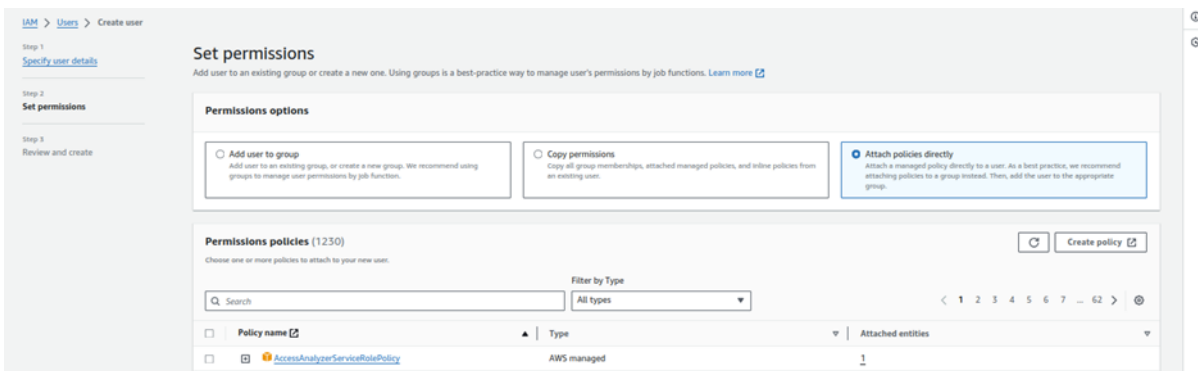 IAM > Users > Create user
Step 1
Specify user details
Step 2
Set permissions
Step 3
Review and create
Set permissions
Add user to an existing group or create a new one. Using groups is a best-practice way to manage user's permissions by job functions. Learn more
Permissions options
Add user to group
Add user to an existing group, or create a new group. We recommend using
groups to manage user permissions by job function.
Copy permissions
Copy all group memberships, attached managed policies, and inline policies from
an existing user.
Attach policies directly
Attach a managed policy directly to a user. As a best practice, we recommend
attaching policies to a group instead. Then, add the user to the appropriate
group.
Permissions policies (1230)
Create policy
Choose one or more policies to attach to your new user.
Filter by Type
Search
All types
< 1 2 3 4 5 6 7 ... 62 >
Policy name
Type
Attached entities
AccessAnalyzerServiceRolePolicy
AWS managed
1